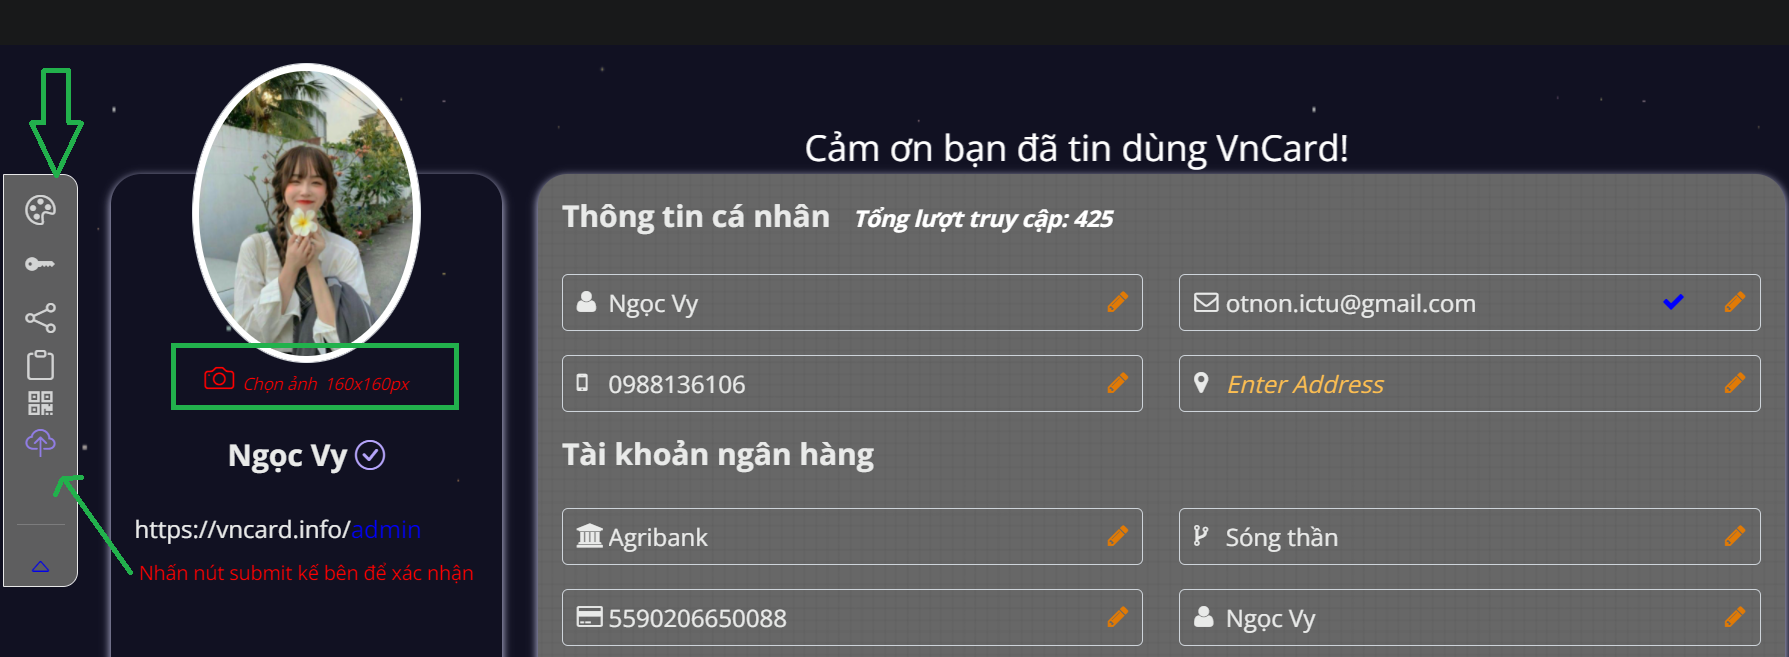 Cảm ơn bạn đã tin dùng VnCard!
Chọn ảnh 160x160px
Ngọc Vy
https://vncard.info/admin
Nhấn nút submit kế bên để xác nhận
Thông tin cá nhân Tổng lượt truy cập: 425
Ngọc Vy
otnon.ictu@gmail.com
0988136106
Enter Address
Tài khoản ngân hàng
Agribank
Sóng thần
5590206650088
Ngọc Vy